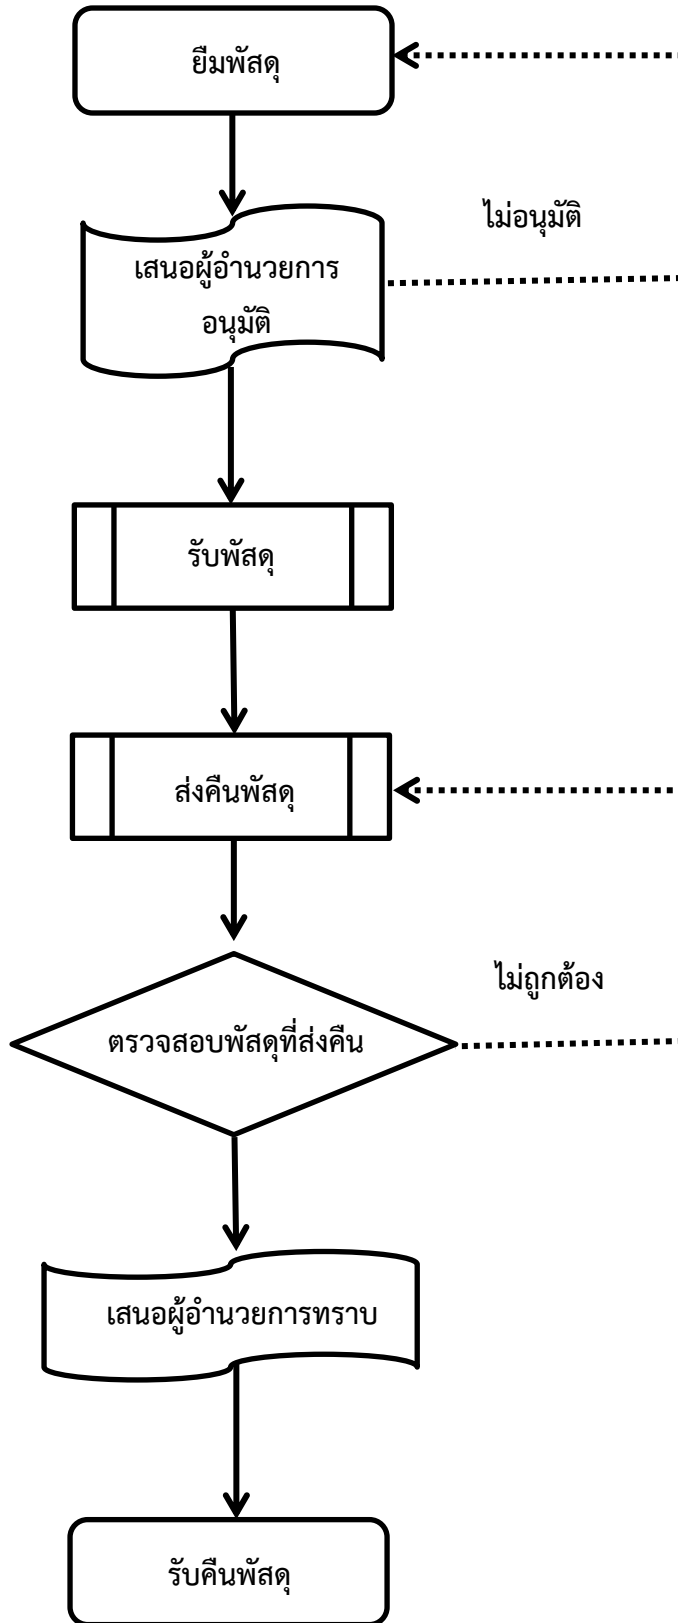 ยืมพัสดุ
ไม่อนุมัติ
เสนอผู้อำนวยการ
อนุมัติ
รับพัสดุ
ส่งคืนพัสดุ
ไม่ถูกต้อง
ตรวจสอบพัสดุที่ส่งคืน
เสนอผู้อำนวยการทราบ
รับคืนพัสดุ